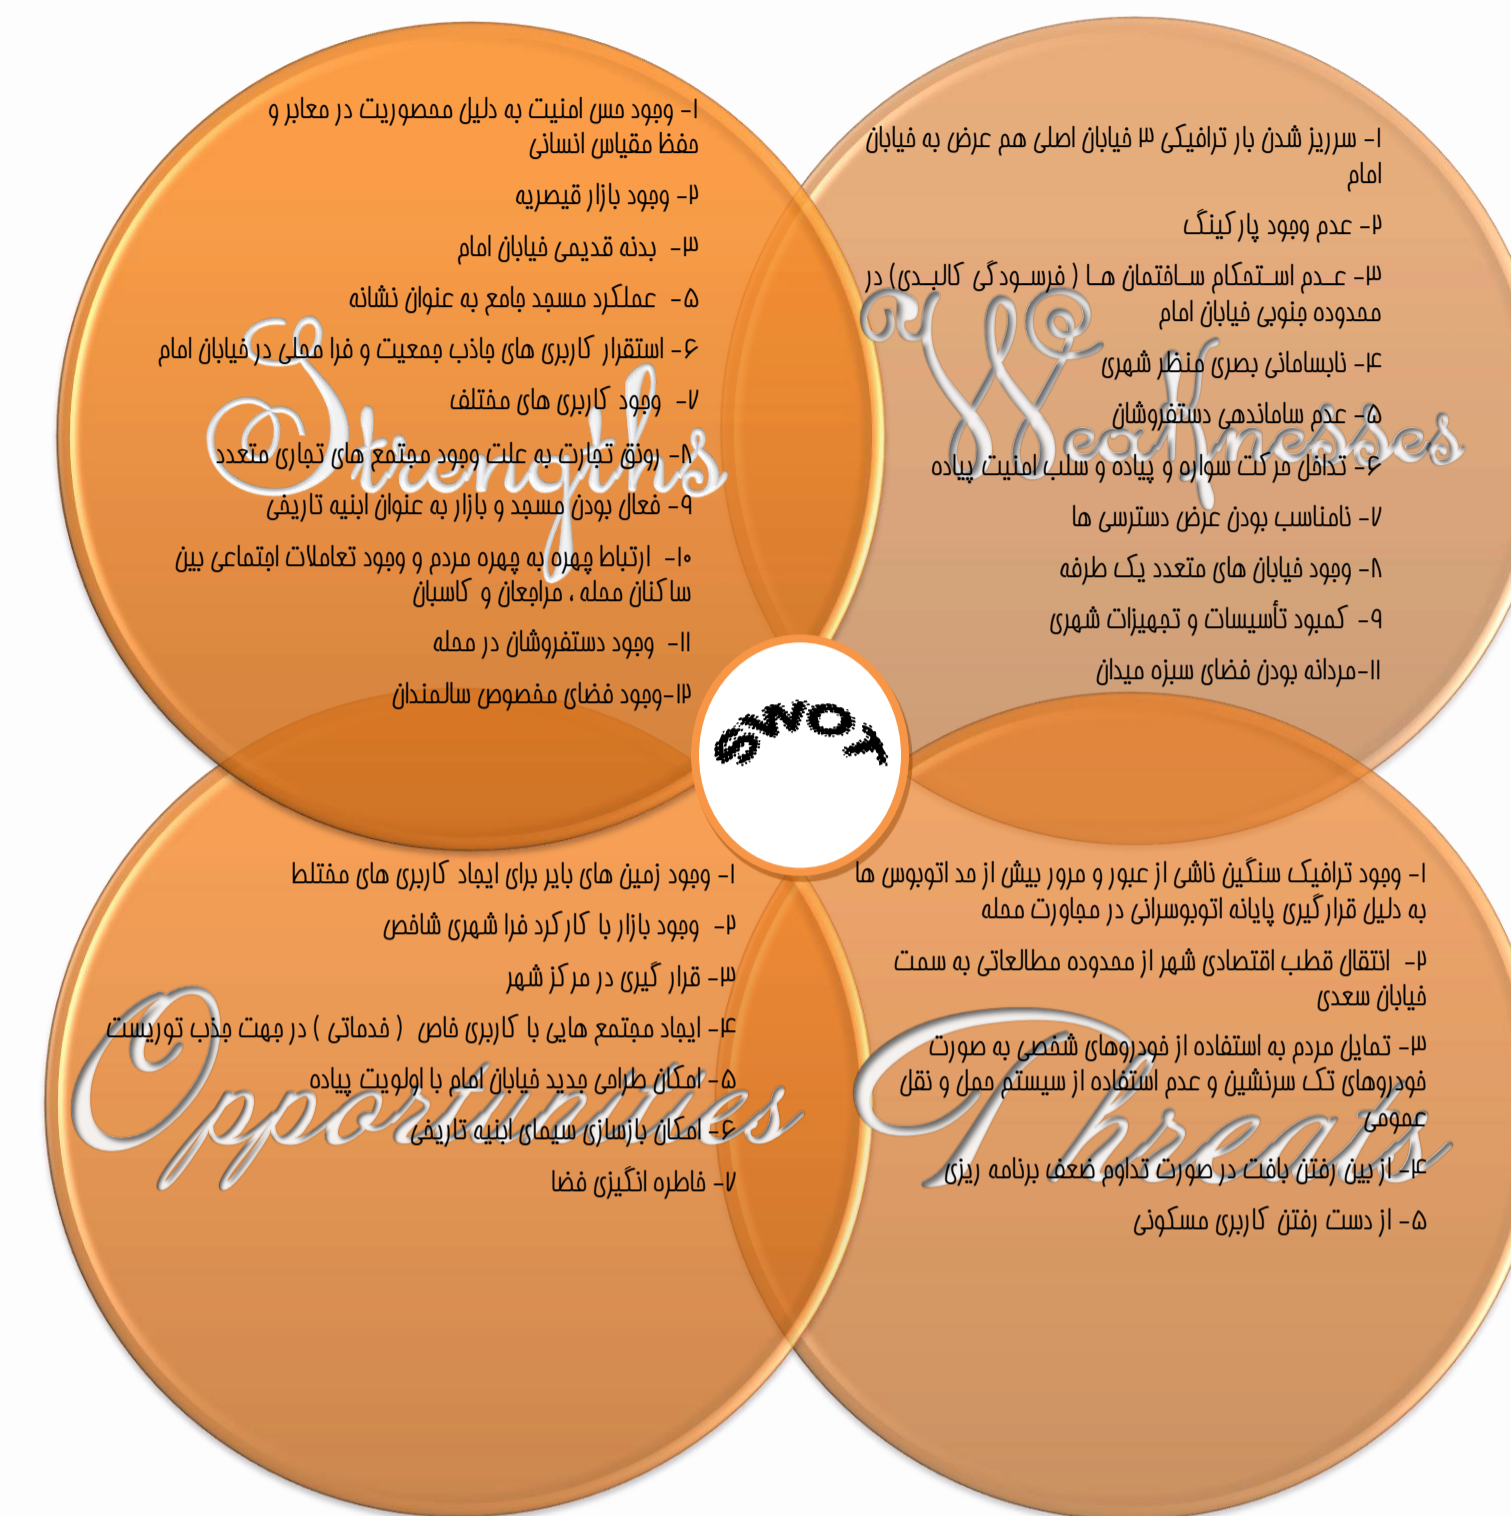 ۱- وجود حس امنیت به دلیل محصوریت در معابر و
حفظ مقیاس انسانی
۲- وجود بازار قیصریه
۳- بدنه قدیمی خیابان امام
۵- عملکرد مسجد جامع به عنوان نشانه
۶- استقرار کاربری های جاذب جمعیت و فرا محلی در خیابان امام
۷- وجود کاربری های مختلف
۸- رونق تجارت به علت وجود مجتمع های تجاری متعدد
۹- فعال بودن مسجد و بازار به عنوان ابنیه تاریخی
۱۰- ارتباط چهره به چهره مردم و وجود تعاملات اجتماعی بین
ساکنان محله ، مراجعان و کاسبان
۱۱- وجود دستفروشان در محله
۱۲-وجود فضای مخصوص سالمندان
Strengths
۱- سرریز شدن بار ترافیکی ۳ خیابان اصلی هم عرض به خیابان
امام
۲- عدم وجود پارکینگ
۳- عدم استحکام ساختمان ها ( فرسودگی کالبدی) در
محدوده جنوبی خیابان امام
۴- نابسامانی بصری منظر شهری
۵- عدم ساماندهی دستفروشان
۶- تداخل حرکت سواره و پیاده و سلب امنیت پیاده
۷- نامناسب بودن عرض دسترسی ها
۸- وجود خیابان های متعدد یک طرفه
۹- کمبود تأسیسات و تجهیزات شهری
۱۱-مردانه بودن فضای سبزه میدان
Weaknesses
SWOT
۱- وجود زمین های بایر برای ایجاد کاربری های مختلط
۲- وجود بازار با کارکرد فرا شهری شاخص
۳- قرار گیری در مرکز شهر
۴- ایجاد مجتمع هایی با کاربری خاص ( خدماتی ) در جهت جذب توریست
۵- امکان طراحی جدید خیابان امام با اولویت پیاده
۶- امکان بازسازی سیمای ابنیه تاریخی
۷- خاطره انگیزی فضا
Opportunities
۱- وجود ترافیک سنگین ناشی از عبور و مرور بیش از حد اتوبوس ها
به دلیل قرارگیری پایانه اتوبوسرانی در مجاورت محله
۲- انتقال قطب اقتصادی شهر از محدوده مطالعاتی به سمت
خیابان سعدی
۳- تمایل مردم به استفاده از خودروهای شخصی به صورت
خودروهای تک سرنشین و عدم استفاده از سیستم حمل و نقل
عمومی
۴- از بین رفتن بافت در صورت تداوم ضعف برنامه ریزی
۵- از دست رفتن کاربری مسکونی
Threats